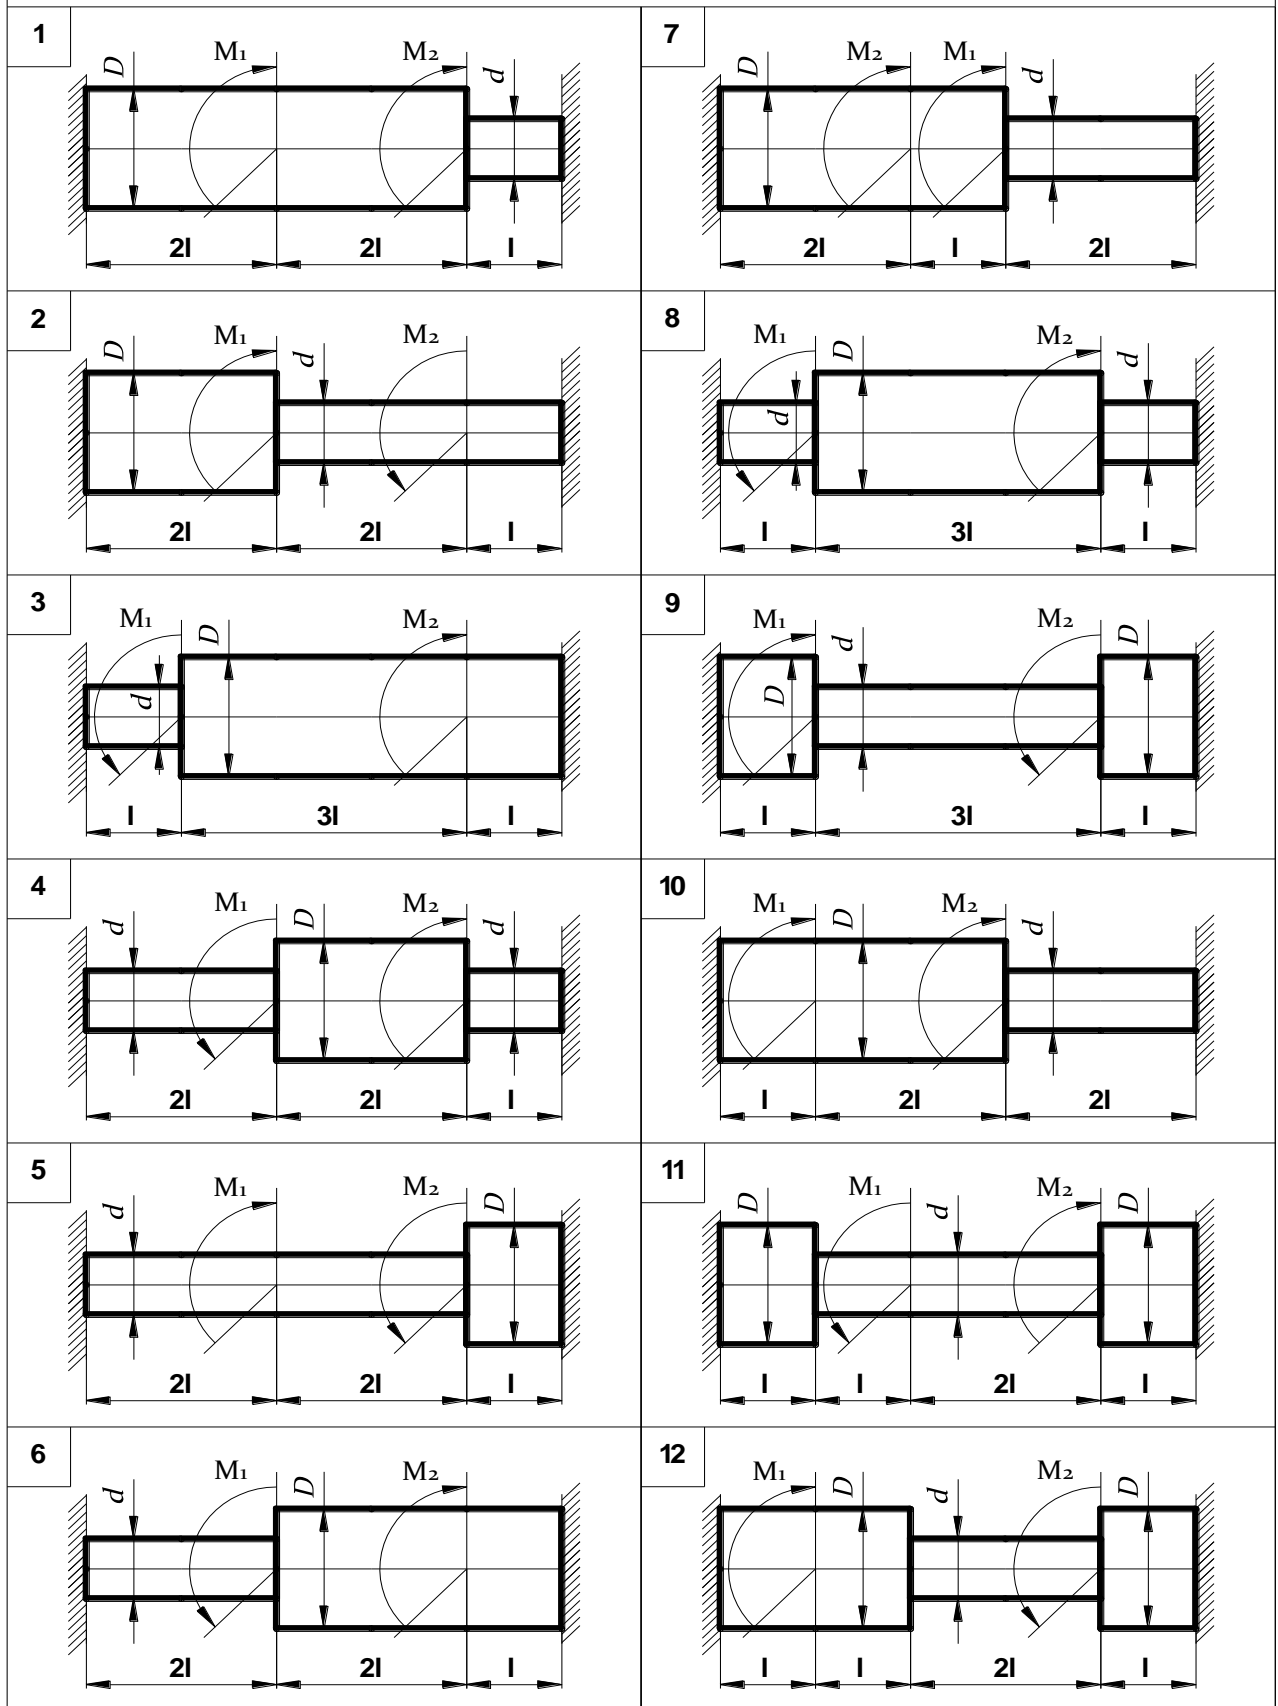 1
D M₁ M₂ d
2l 2l l
2
D M₁ d M₂
2l 2l l
3
M₁ d D M₂
l 3l l
4
d M₁ D M₂ d
2l 2l l
5
d M₁ M₂ D
2l 2l l
6
d M₁ D M₂
2l 2l l
7
D M₂ M₁ d
2l l 2l
8
M₁ d D M₂ d
l 3l l
9
M₁ D d M₂ D
l 3l l
10
M₁ D M₂ d
l 2l 2l
11
D M₁ d M₂ D
l l 2l l
12
M₁ D d M₂ D
l l 2l l